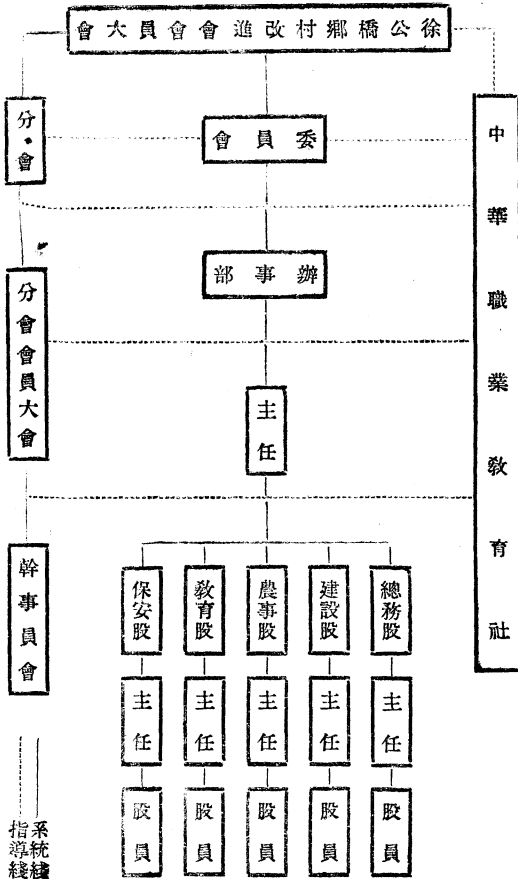 徐公橋鄉村改進會會員大會
中華職業教育社
委員會
分會
辦事部
分會會員大會
主任
幹事員會
總務股
建設股
農事股
教育股
保安股
主任
主任
主任
主任
主任
股員
股員
股員
股員
股員
系統綫
指導綫